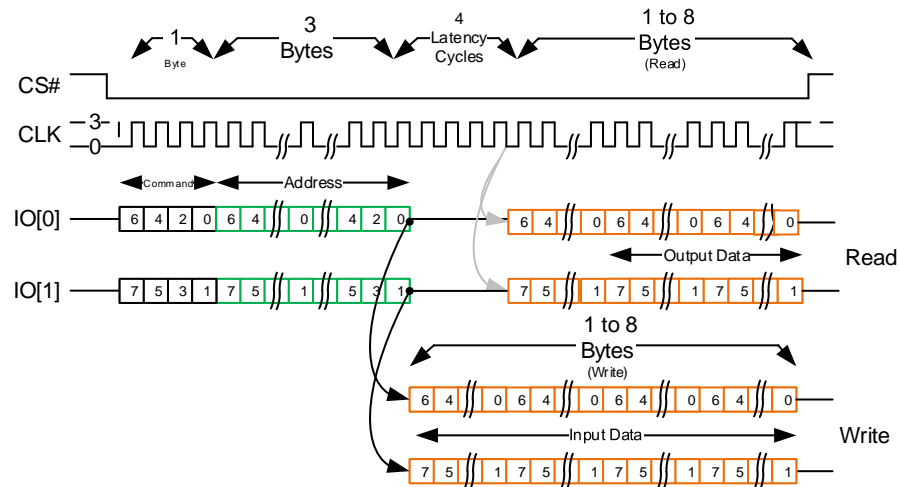 1
Byte
3
Bytes
4
Latency
Cycles
1 to 8
Bytes
(Read)
CS#
CLK
3
0
Command
Address
IO[0]
6 4 2 0 6 4 0 4 2 0 6 4 0 6 4 0 6 4 0
Output Data
Read
IO[1]
7 5 3 1 7 5 1 5 3 1 7 5 1 7 5 1 7 5 1
1 to 8
Bytes
(Write)
6 4 0 6 4 0 6 4 0 6 4 0
Input Data
Write
7 5 1 7 5 1 7 5 1 7 5 1